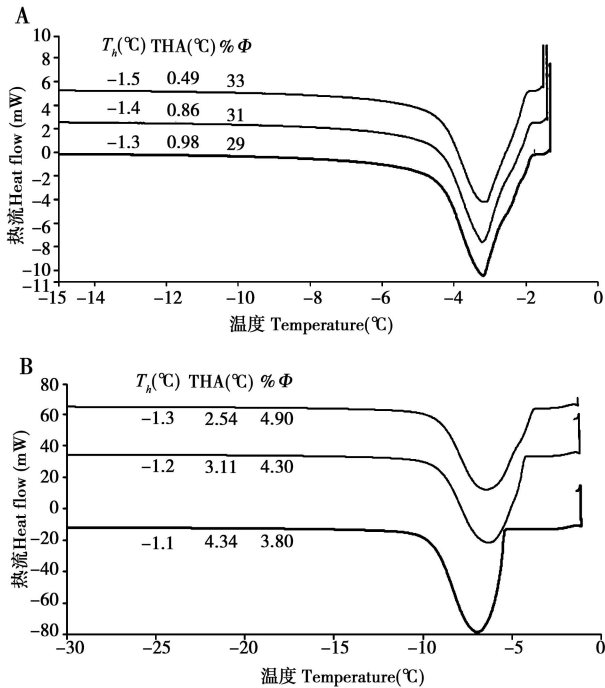 A
T_h(℃) THA(℃) %Φ
10
8
6
4
2
0
−2
−4
−6
−8
−10
−11
−1.5 0.49 33
−1.4 0.86 31
−1.3 0.98 29
热流Heat flow (mW)
−15 −14 −12 −10 −8 −6 −4 −2 0
温度 Temperature(℃)
B
T_h(℃) THA(℃) %Φ
80
60
40
20
0
−20
−40
−60
−80
−1.3 2.54 4.90
−1.2 3.11 4.30
−1.1 4.34 3.80
热流Heat flow (mW)
−30 −25 −20 −15 −10 −5 0
温度 Temperature(℃)